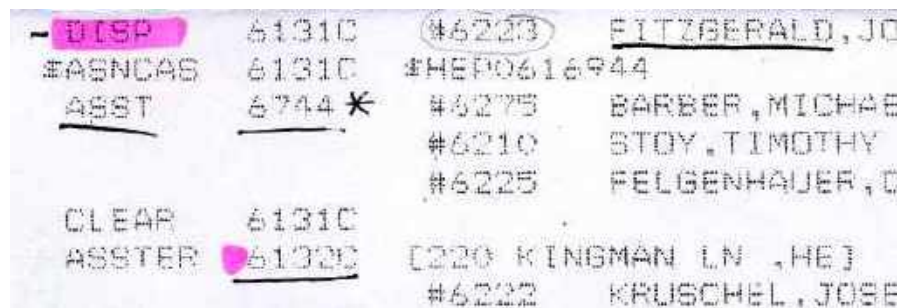 DISP 6131C #6223 FITZGERALD,JO
$ASNCAS 6131C $HEP0616944
ASST 6744 * #6275 BARBER,MICHAE
#6210 STOY,TIMOTHY
#6225 FELGENHAUER,D
CLEAR 6131C
ASSTER 6132C [220 KINGMAN LN ,HE]
#6222 KRUSCHEL,JOSE